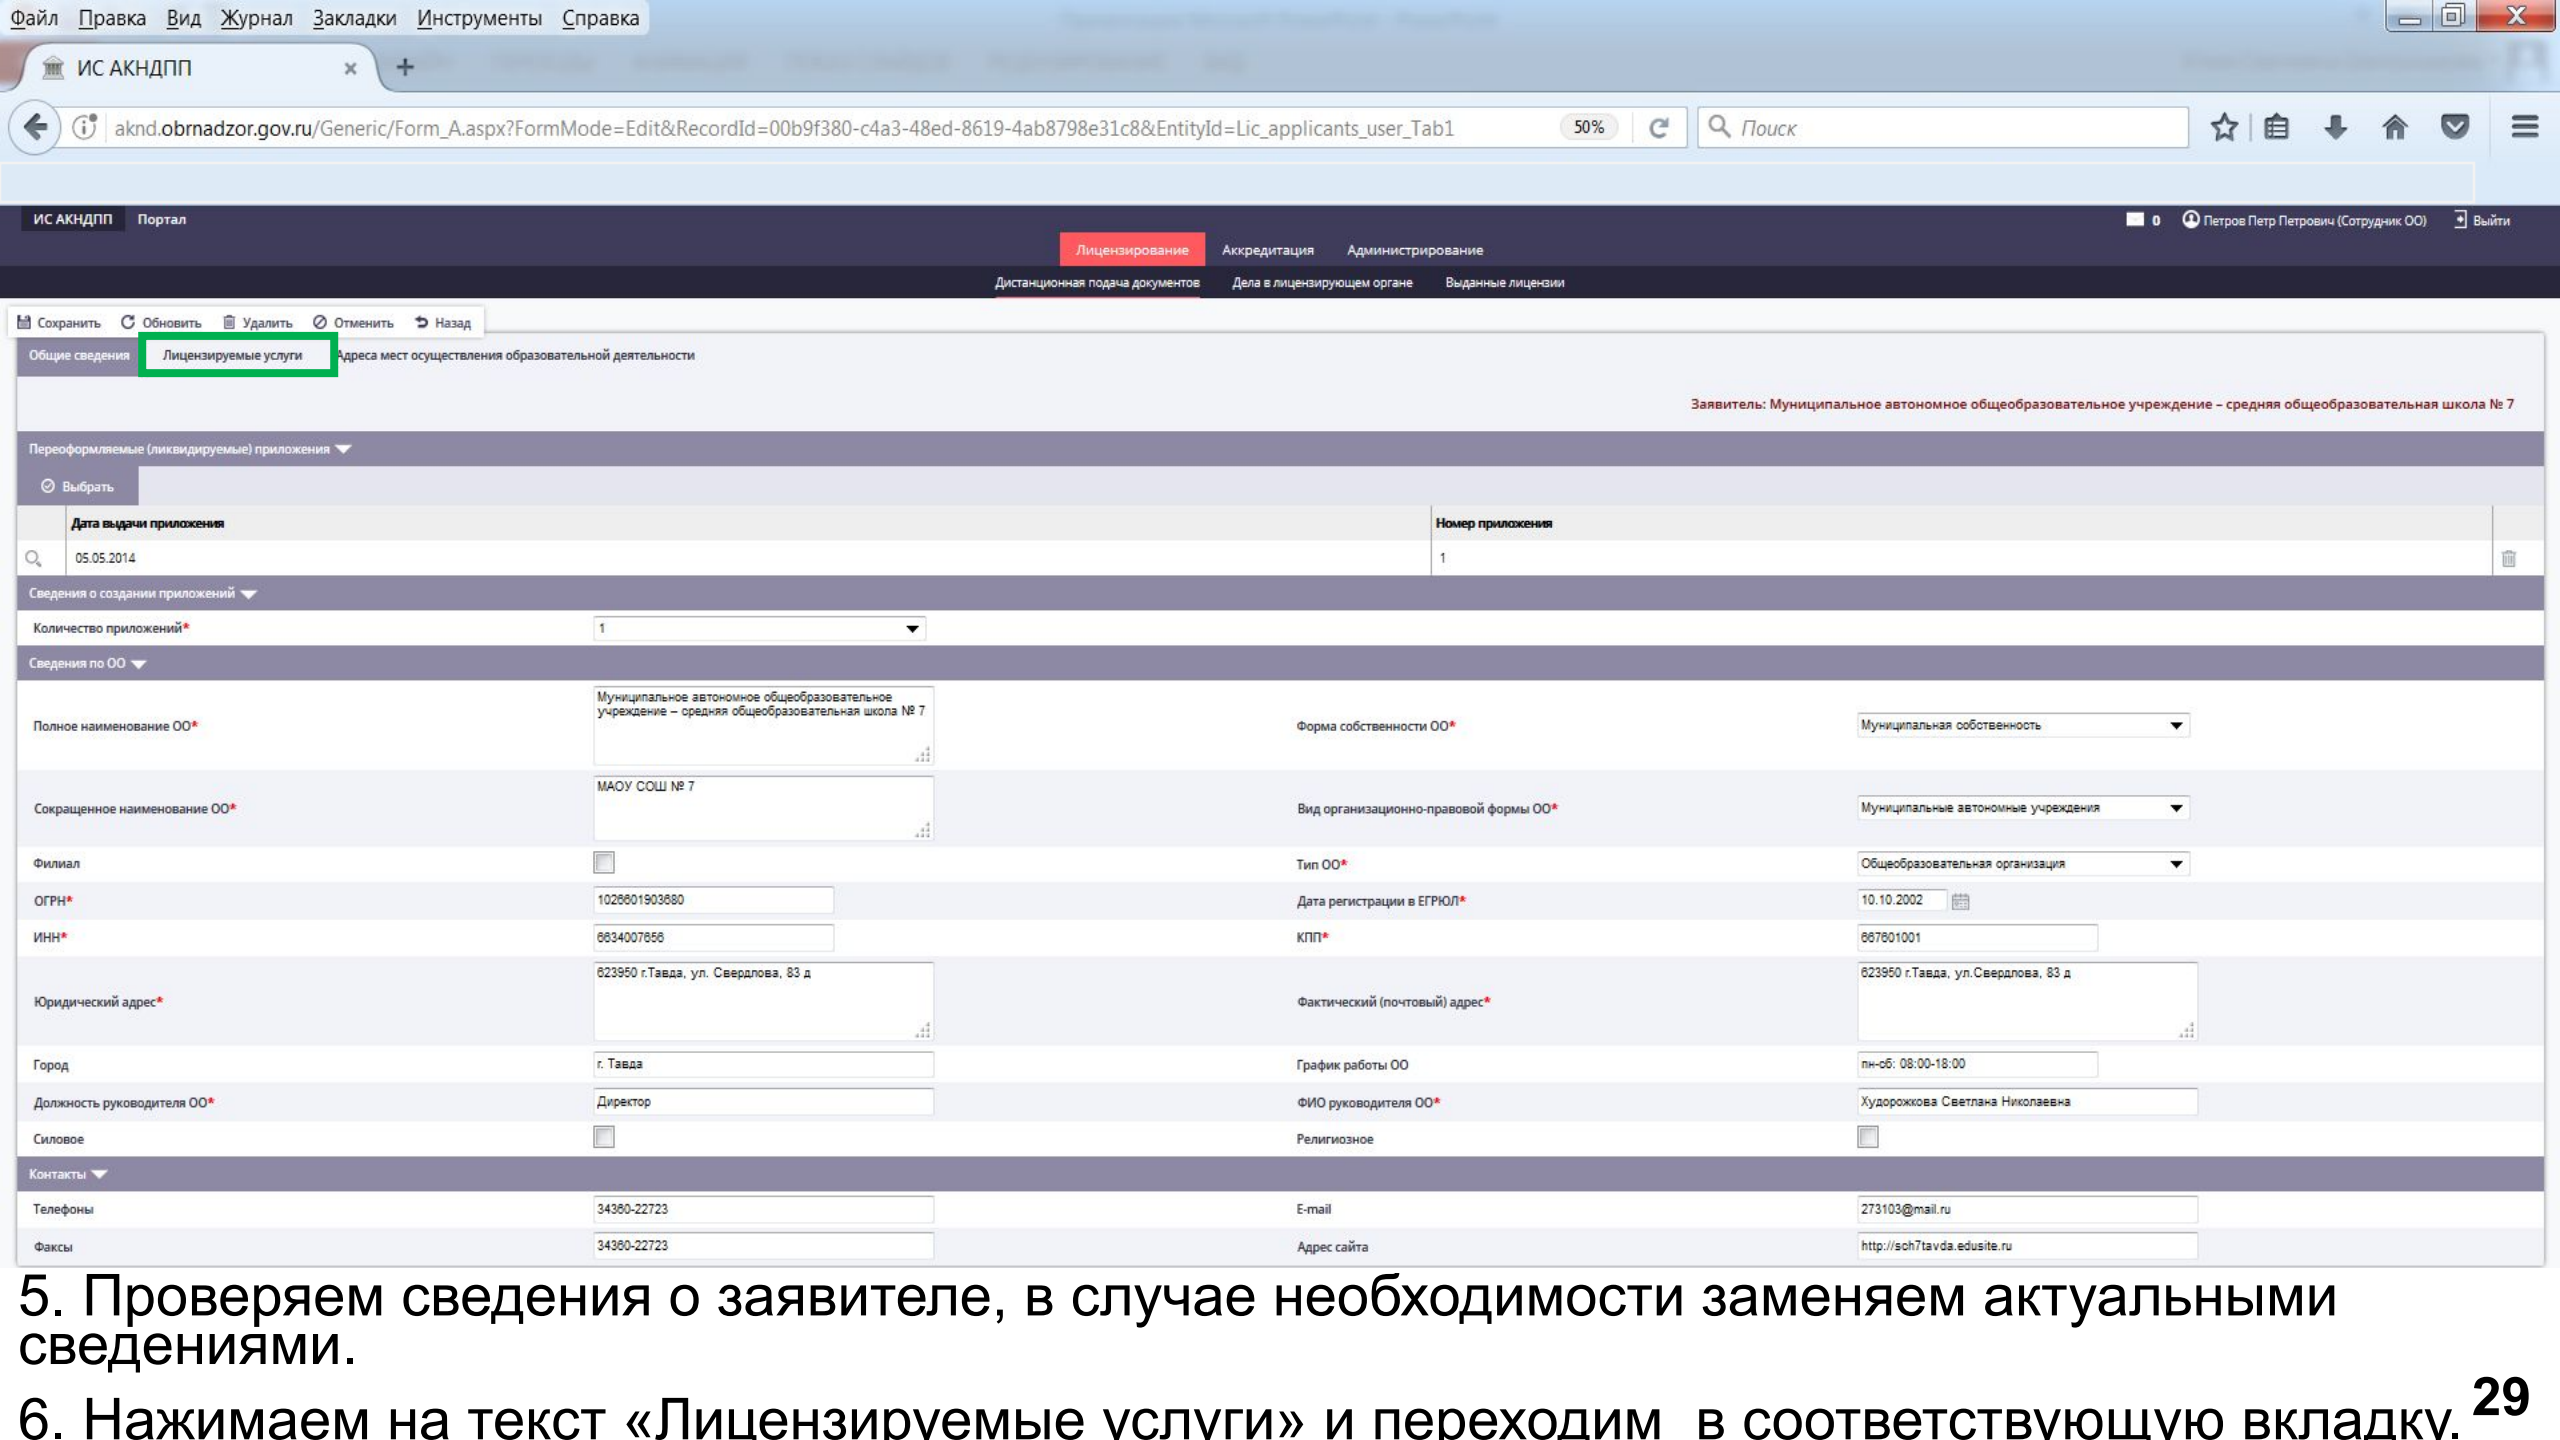 Файл Правка Вид Журнал Закладки Инструменты Справка
ИС АКНДПП
aknd.obrnadzor.gov.ru/Generic/Form_A.aspx?FormMode=Edit&RecordId=00b9f380-c4a3-48ed-8619-4ab8798e31c8&EntityId=Lic_applicants_user_Tab1 50% Поиск
ИС АКНДПП Портал 0 Петров Петр Петрович (Сотрудник ОО) Выйти
Лицензирование Аккредитация Администрирование
Дистанционная подача документов Дела в лицензирующем органе Выданные лицензии
Сохранить Обновить Удалить Отменить Назад
Общие сведения Лицензируемые услуги Адреса мест осуществления образовательной деятельности
Заявитель: Муниципальное автономное общеобразовательное учреждение – средняя общеобразовательная школа № 7
Переоформляемые (ликвидируемые) приложения
Выбрать
Дата выдачи приложения Номер приложения
05.05.2014 1
Сведения о создании приложений
Количество приложений* 1
Сведения по ОО
Полное наименование ОО* Муниципальное автономное общеобразовательное
учреждение – средняя общеобразовательная школа № 7
Форма собственности ОО* Муниципальная собственность
Сокращенное наименование ОО* МАОУ СОШ № 7 Вид организационно-правовой формы ОО* Муниципальные автономные учреждения
Филиал Тип ОО* Общеобразовательная организация
ОГРН* 1026601903680 Дата регистрации в ЕГРЮЛ* 10.10.2002
ИНН* 6634007656 КПП* 667601001
Юридический адрес* 623950 г.Тавда, ул. Свердлова, 83 д Фактический (почтовый) адрес* 623950 г.Тавда, ул.Свердлова, 83 д
Город г. Тавда График работы ОО пн-сб: 08:00-18:00
Должность руководителя ОО* Директор ФИО руководителя ОО* Худорожкова Светлана Николаевна
Силовое Религиозное
Контакты
Телефоны 34360-22723 E-mail 273103@mail.ru
Факсы 34360-22723 Адрес сайта http://soh7tavda.edusite.ru
5. Проверяем сведения о заявителе, в случае необходимости заменяем актуальными
сведениями.
6. Нажимаем на текст «Лицензируемые услуги» и переходим в соответствующую вкладку.
29